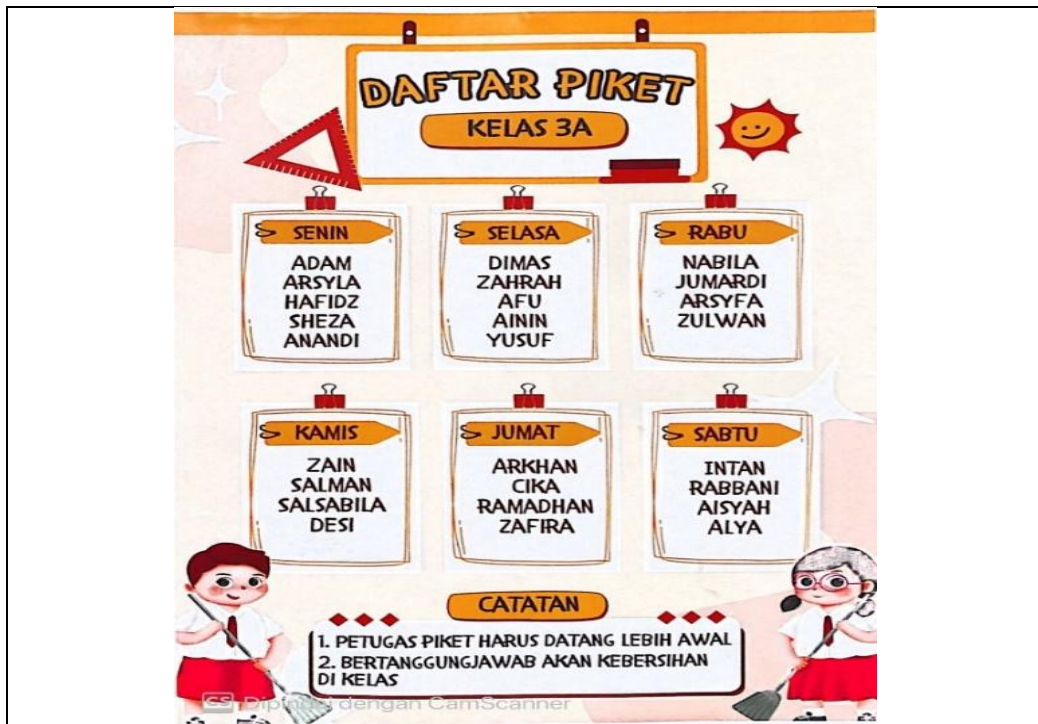 DAFTAR PIKET
KELAS 3A
SENIN
ADAM
ARSYLA
HAFIDZ
SHEZA
ANANDI
SELASA
DIMAS
ZAHRAH
AFU
AININ
YUSUF
RABU
NABILA
JUMARDI
ARSYFA
ZULWAN
KAMIS
ZAIN
SALMAN
SALSABILA
DESI
JUMAT
ARKHAN
CIKA
RAMADHAN
ZAFIRA
SABTU
INTAN
RABBANI
AISYAH
ALYA
CATATAN
1. PETUGAS PIKET HARUS DATANG LEBIH AWAL
2. BERTANGGUNGJAWAB AKAN KEBERSIHAN
DI KELAS
CS Dipindai dengan CamScanner